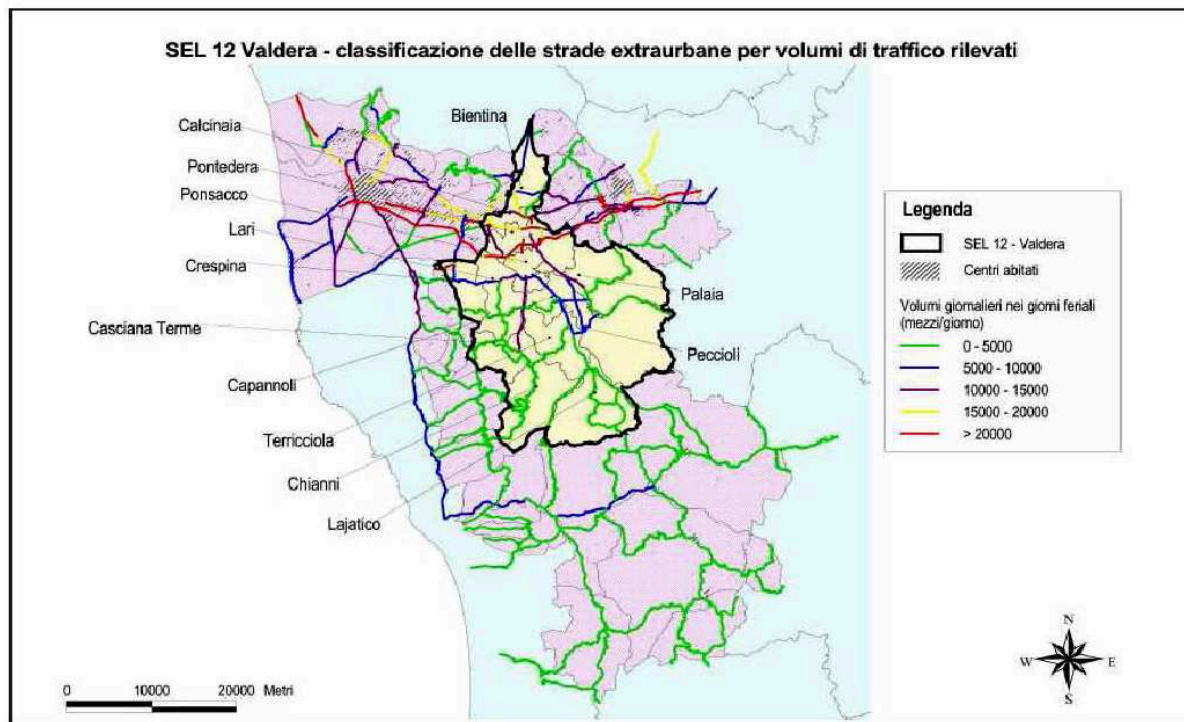 SEL 12 Valdera - classificazione delle strade extraurbane per volumi di traffico rilevati
Bientina
Calcinaia
Pontedera
Ponsacco
Lari
Crespina
Casciana Terme
Capannoli
Terricciola
Chianni
Lajatico
Palaia
Peccioli
Legenda
SEL 12 - Valdera
Centri abitati
Volumi giornalieri nei giorni feriali
(mezzi/giorno)
0 - 5000
5000 - 10000
10000 - 15000
15000 - 20000
> 20000
0 10000 20000 Metri
N
W E
S